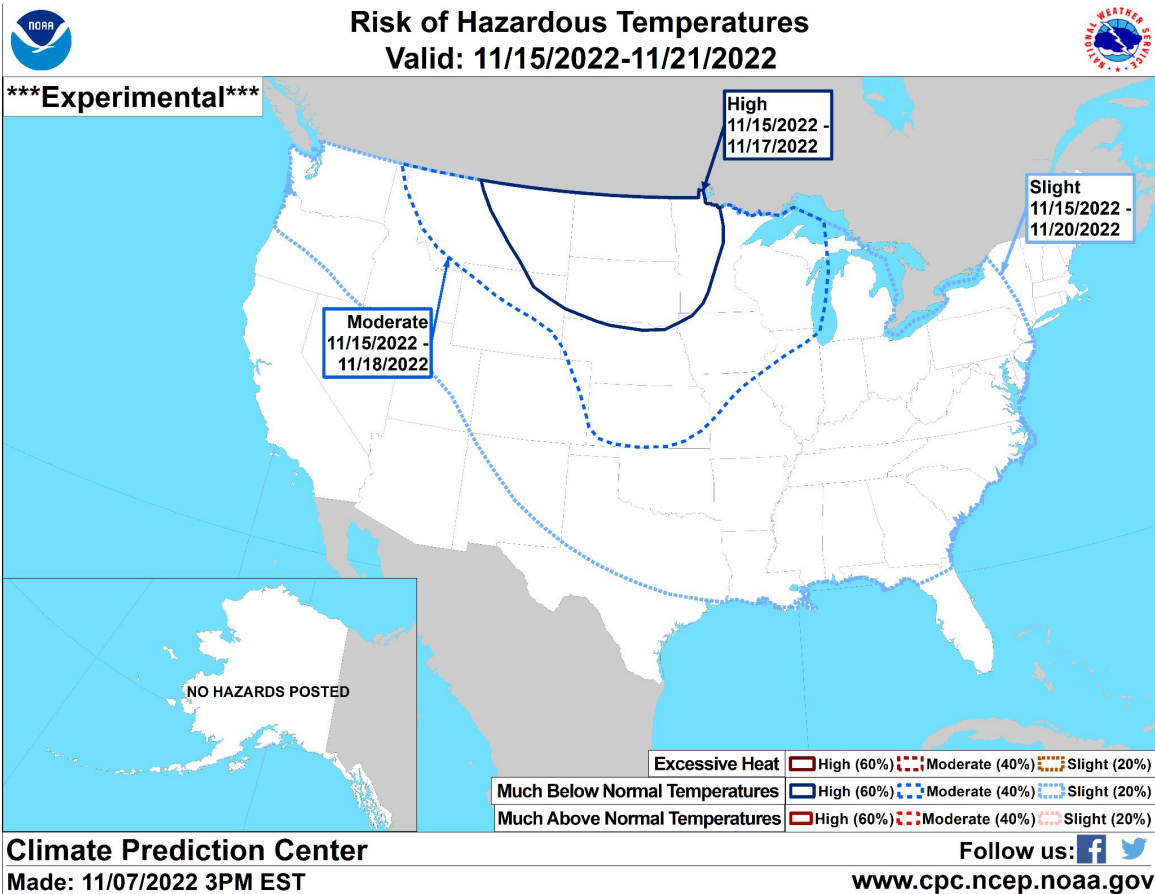 NOAA
Risk of Hazardous Temperatures
Valid: 11/15/2022-11/21/2022
NATIONAL WEATHER SERVICE
***Experimental***
High
11/15/2022 -
11/17/2022
Slight
11/15/2022 -
11/20/2022
Moderate
11/15/2022 -
11/18/2022
NO HAZARDS POSTED
Excessive Heat High (60%) Moderate (40%) Slight (20%)
Much Below Normal Temperatures High (60%) Moderate (40%) Slight (20%)
Much Above Normal Temperatures High (60%) Moderate (40%) Slight (20%)
Climate Prediction Center
Follow us:
Made: 11/07/2022 3PM EST
www.cpc.ncep.noaa.gov